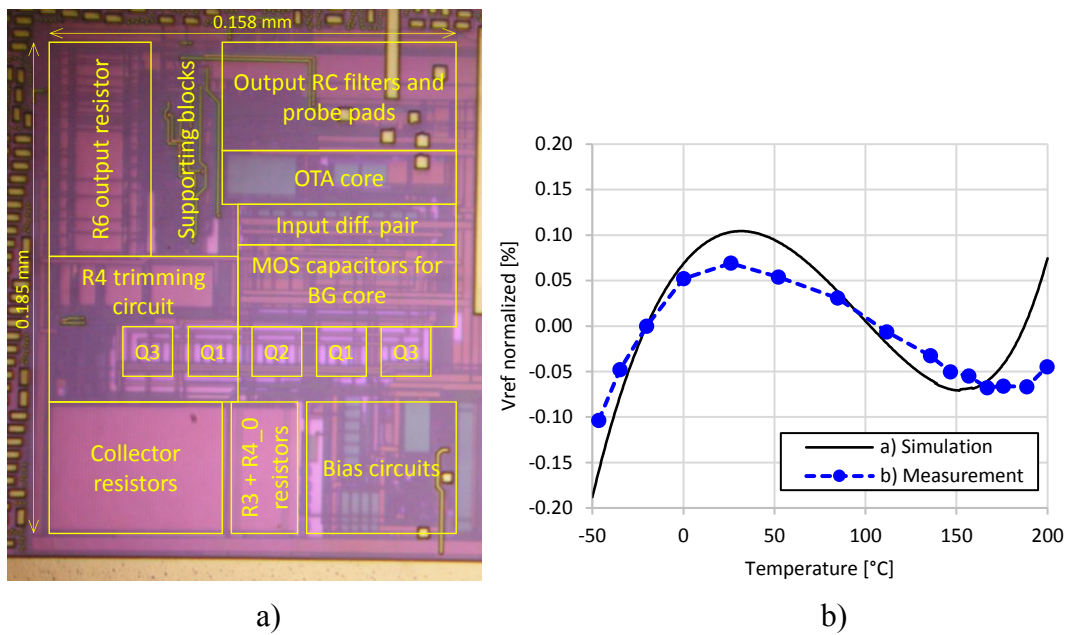 0.158 mm
0.185 mm
R6 output resistor
Supporting blocks
Output RC filters and
probe pads
OTA core
Input diff. pair
R4 trimming
circuit
MOS capacitors for
BG core
Q3
Q1
Q2
Q1
Q3
Collector
resistors
R3 + R4_0
resistors
Bias circuits
a)
Vref normalized [%]
0.20
0.15
0.10
0.05
0.00
-0.05
-0.10
-0.15
-0.20
-50
0
50
100
150
200
Temperature [°C]
a) Simulation
b) Measurement
b)